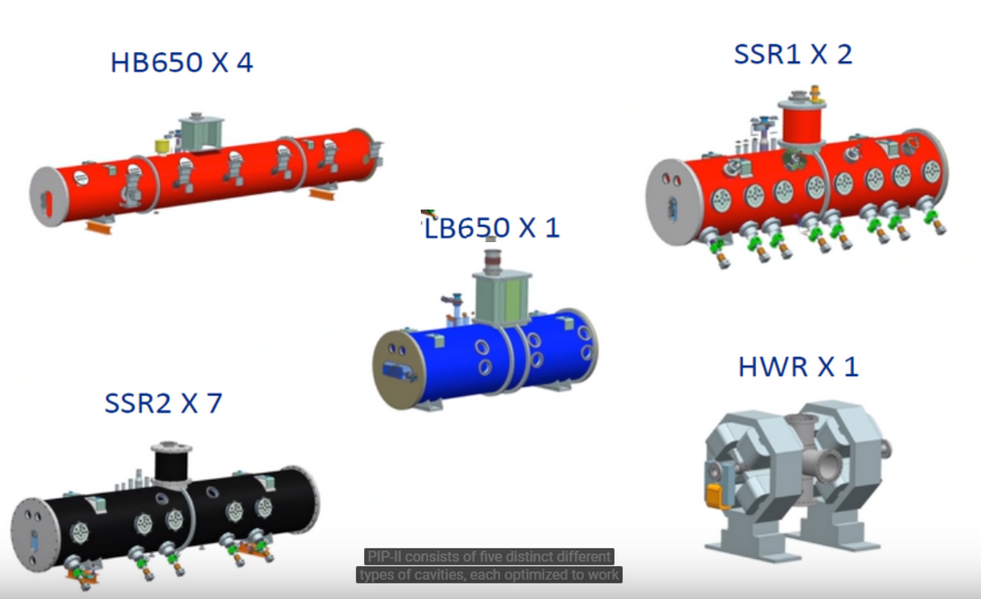 HB650 X 4
SSR1 X 2
LB650 X 1
HWR X 1
SSR2 X 7
PIP-II consists of five distinct different
types of cavities, each optimized to work